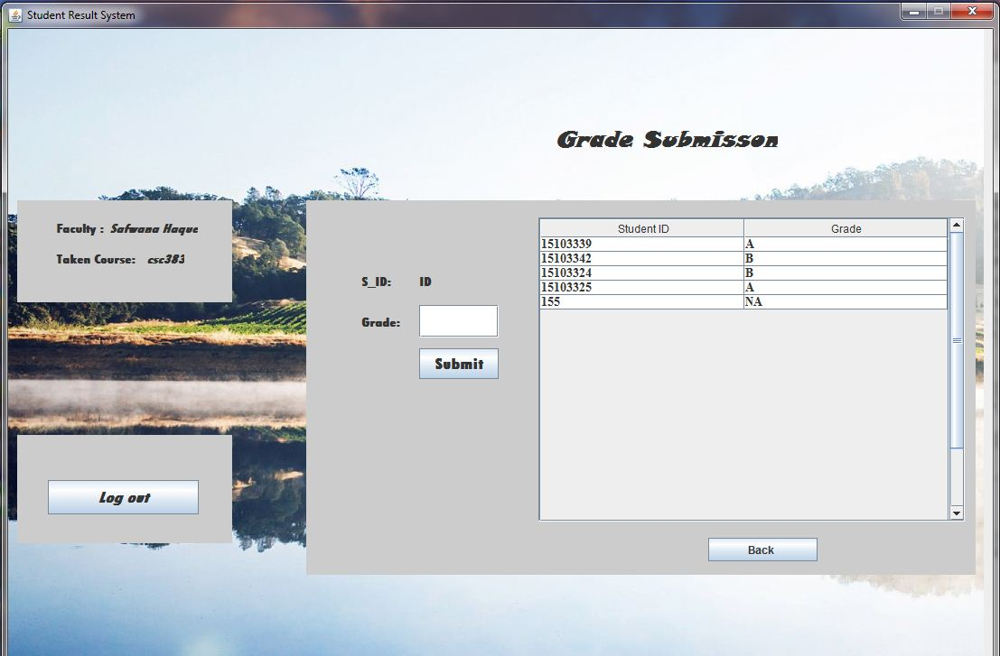 Student Result System
Grade Submisson
Faculty : Safwana Haque
Taken Course: csc383
S_ID: ID
Grade:
Submit
Student ID Grade
15103339 A
15103342 B
15103324 B
15103325 A
155 NA
Log out
Back